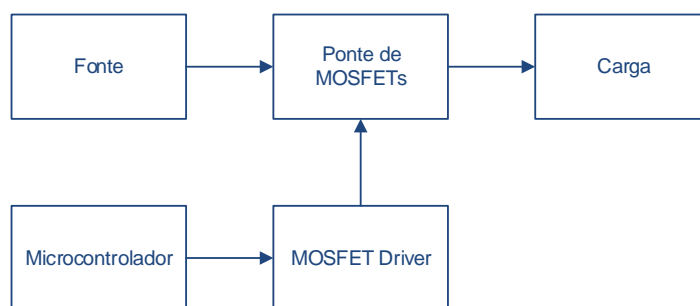 Fonte
Ponte de
MOSFETs
Carga
Microcontrolador
MOSFET Driver